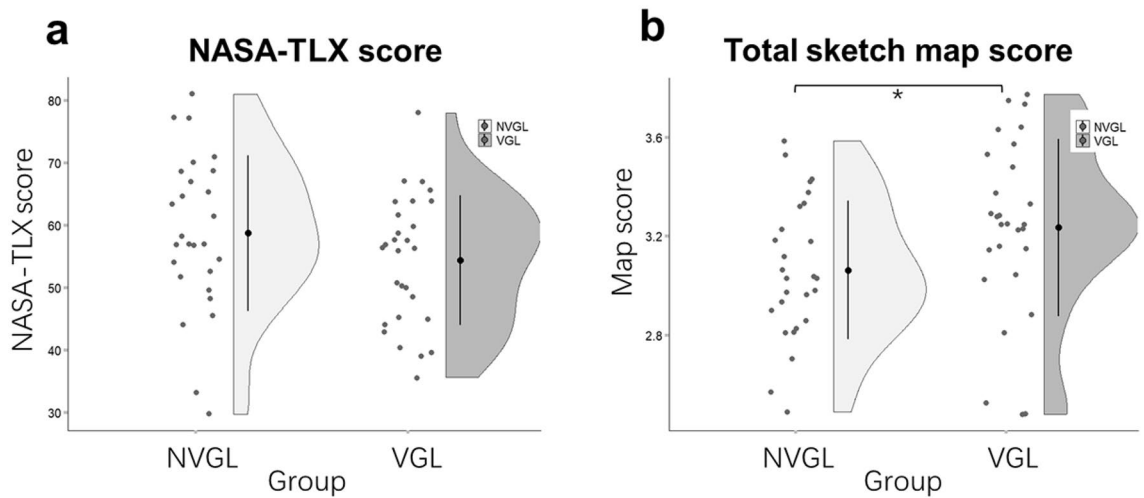 a
NASA-TLX score
NASA-TLX score
80
70
60
50
40
30
NVGL
VGL
NVGL
VGL
Group
b
Total sketch map score
*
Map score
3.6
3.2
2.8
NVGL
VGL
NVGL
VGL
Group